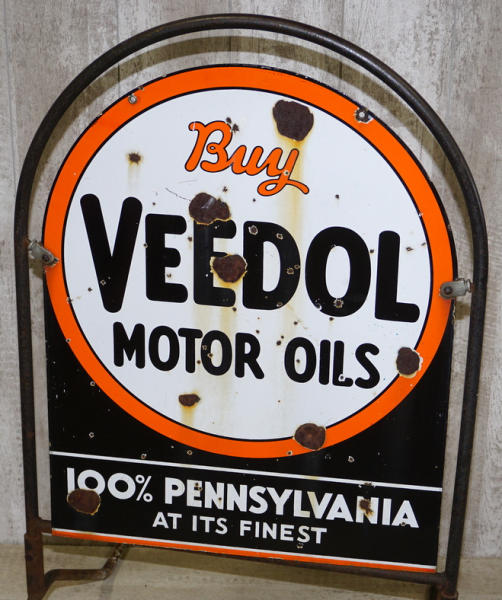 Buy
VEEDOL
MOTOR OILS
100% PENNSYLVANIA
AT ITS FINEST